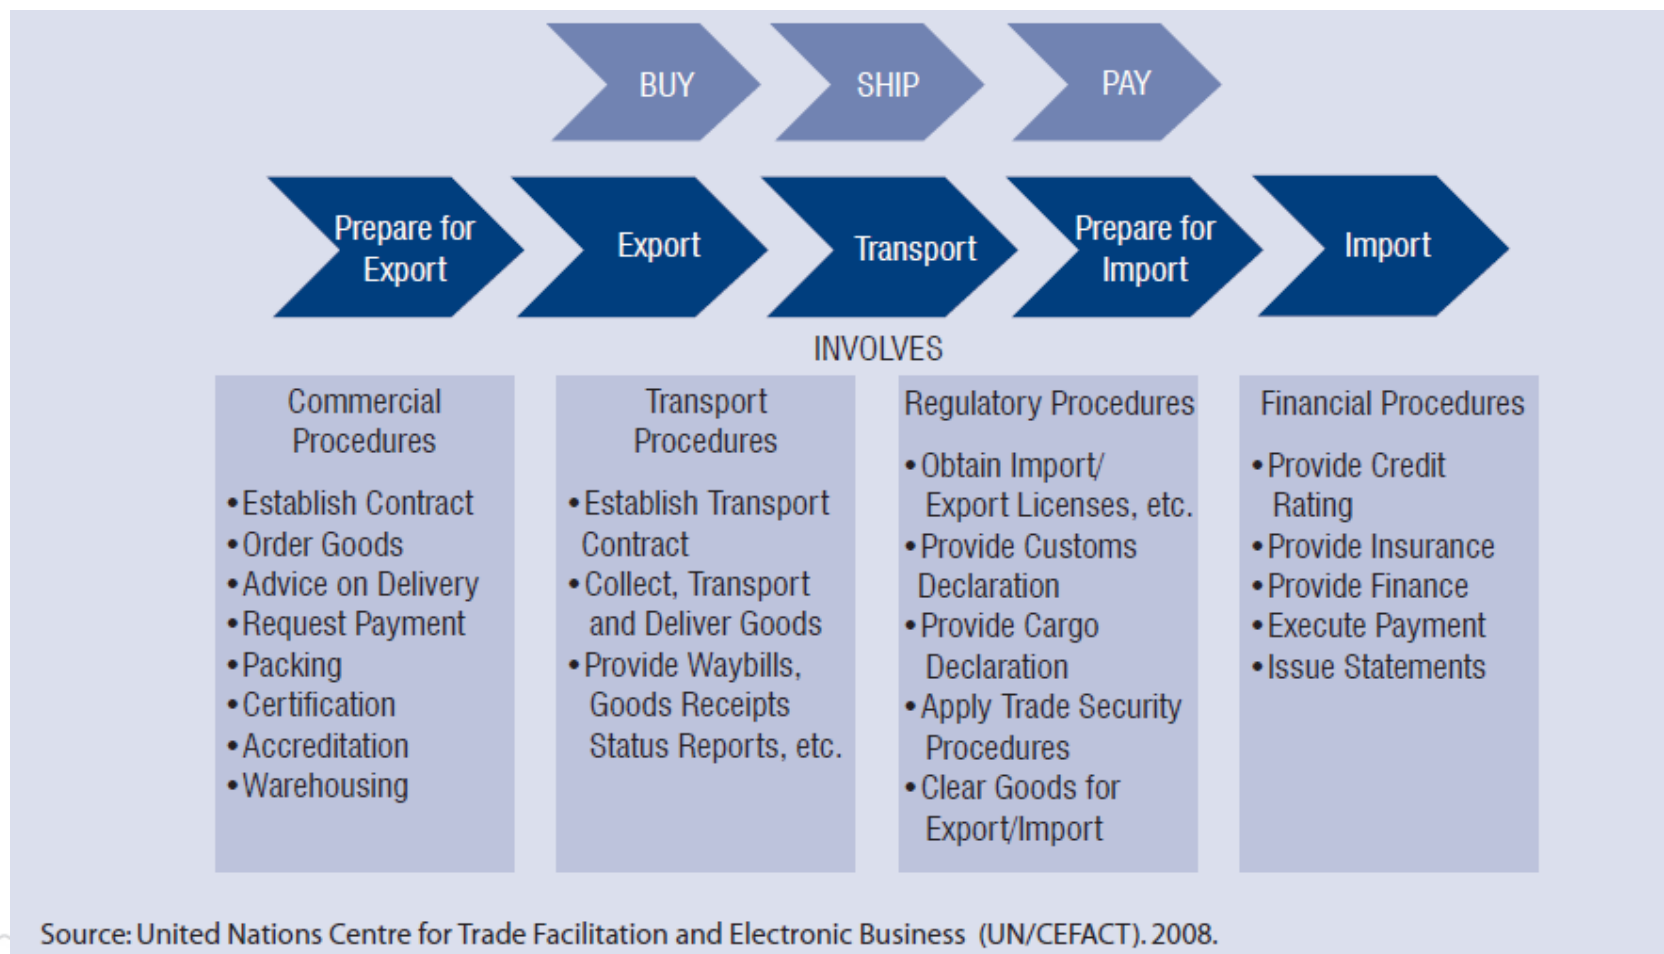 BUY
SHIP
PAY
Prepare for
Export
Export
Transport
Prepare for
Import
Import
INVOLVES
Commercial
Procedures
•Establish Contract
•Order Goods
•Advice on Delivery
•Request Payment
•Packing
•Certification
•Accreditation
•Warehousing
Transport
Procedures
•Establish Transport
Contract
•Collect, Transport
and Deliver Goods
•Provide Waybills,
Goods Receipts
Status Reports, etc.
Regulatory Procedures
•Obtain Import/
Export Licenses, etc.
•Provide Customs
Declaration
•Provide Cargo
Declaration
•Apply Trade Security
Procedures
•Clear Goods for
Export/Import
Financial Procedures
•Provide Credit
Rating
•Provide Insurance
•Provide Finance
•Execute Payment
•Issue Statements
Source: United Nations Centre for Trade Facilitation and Electronic Business (UN/CEFACT). 2008.